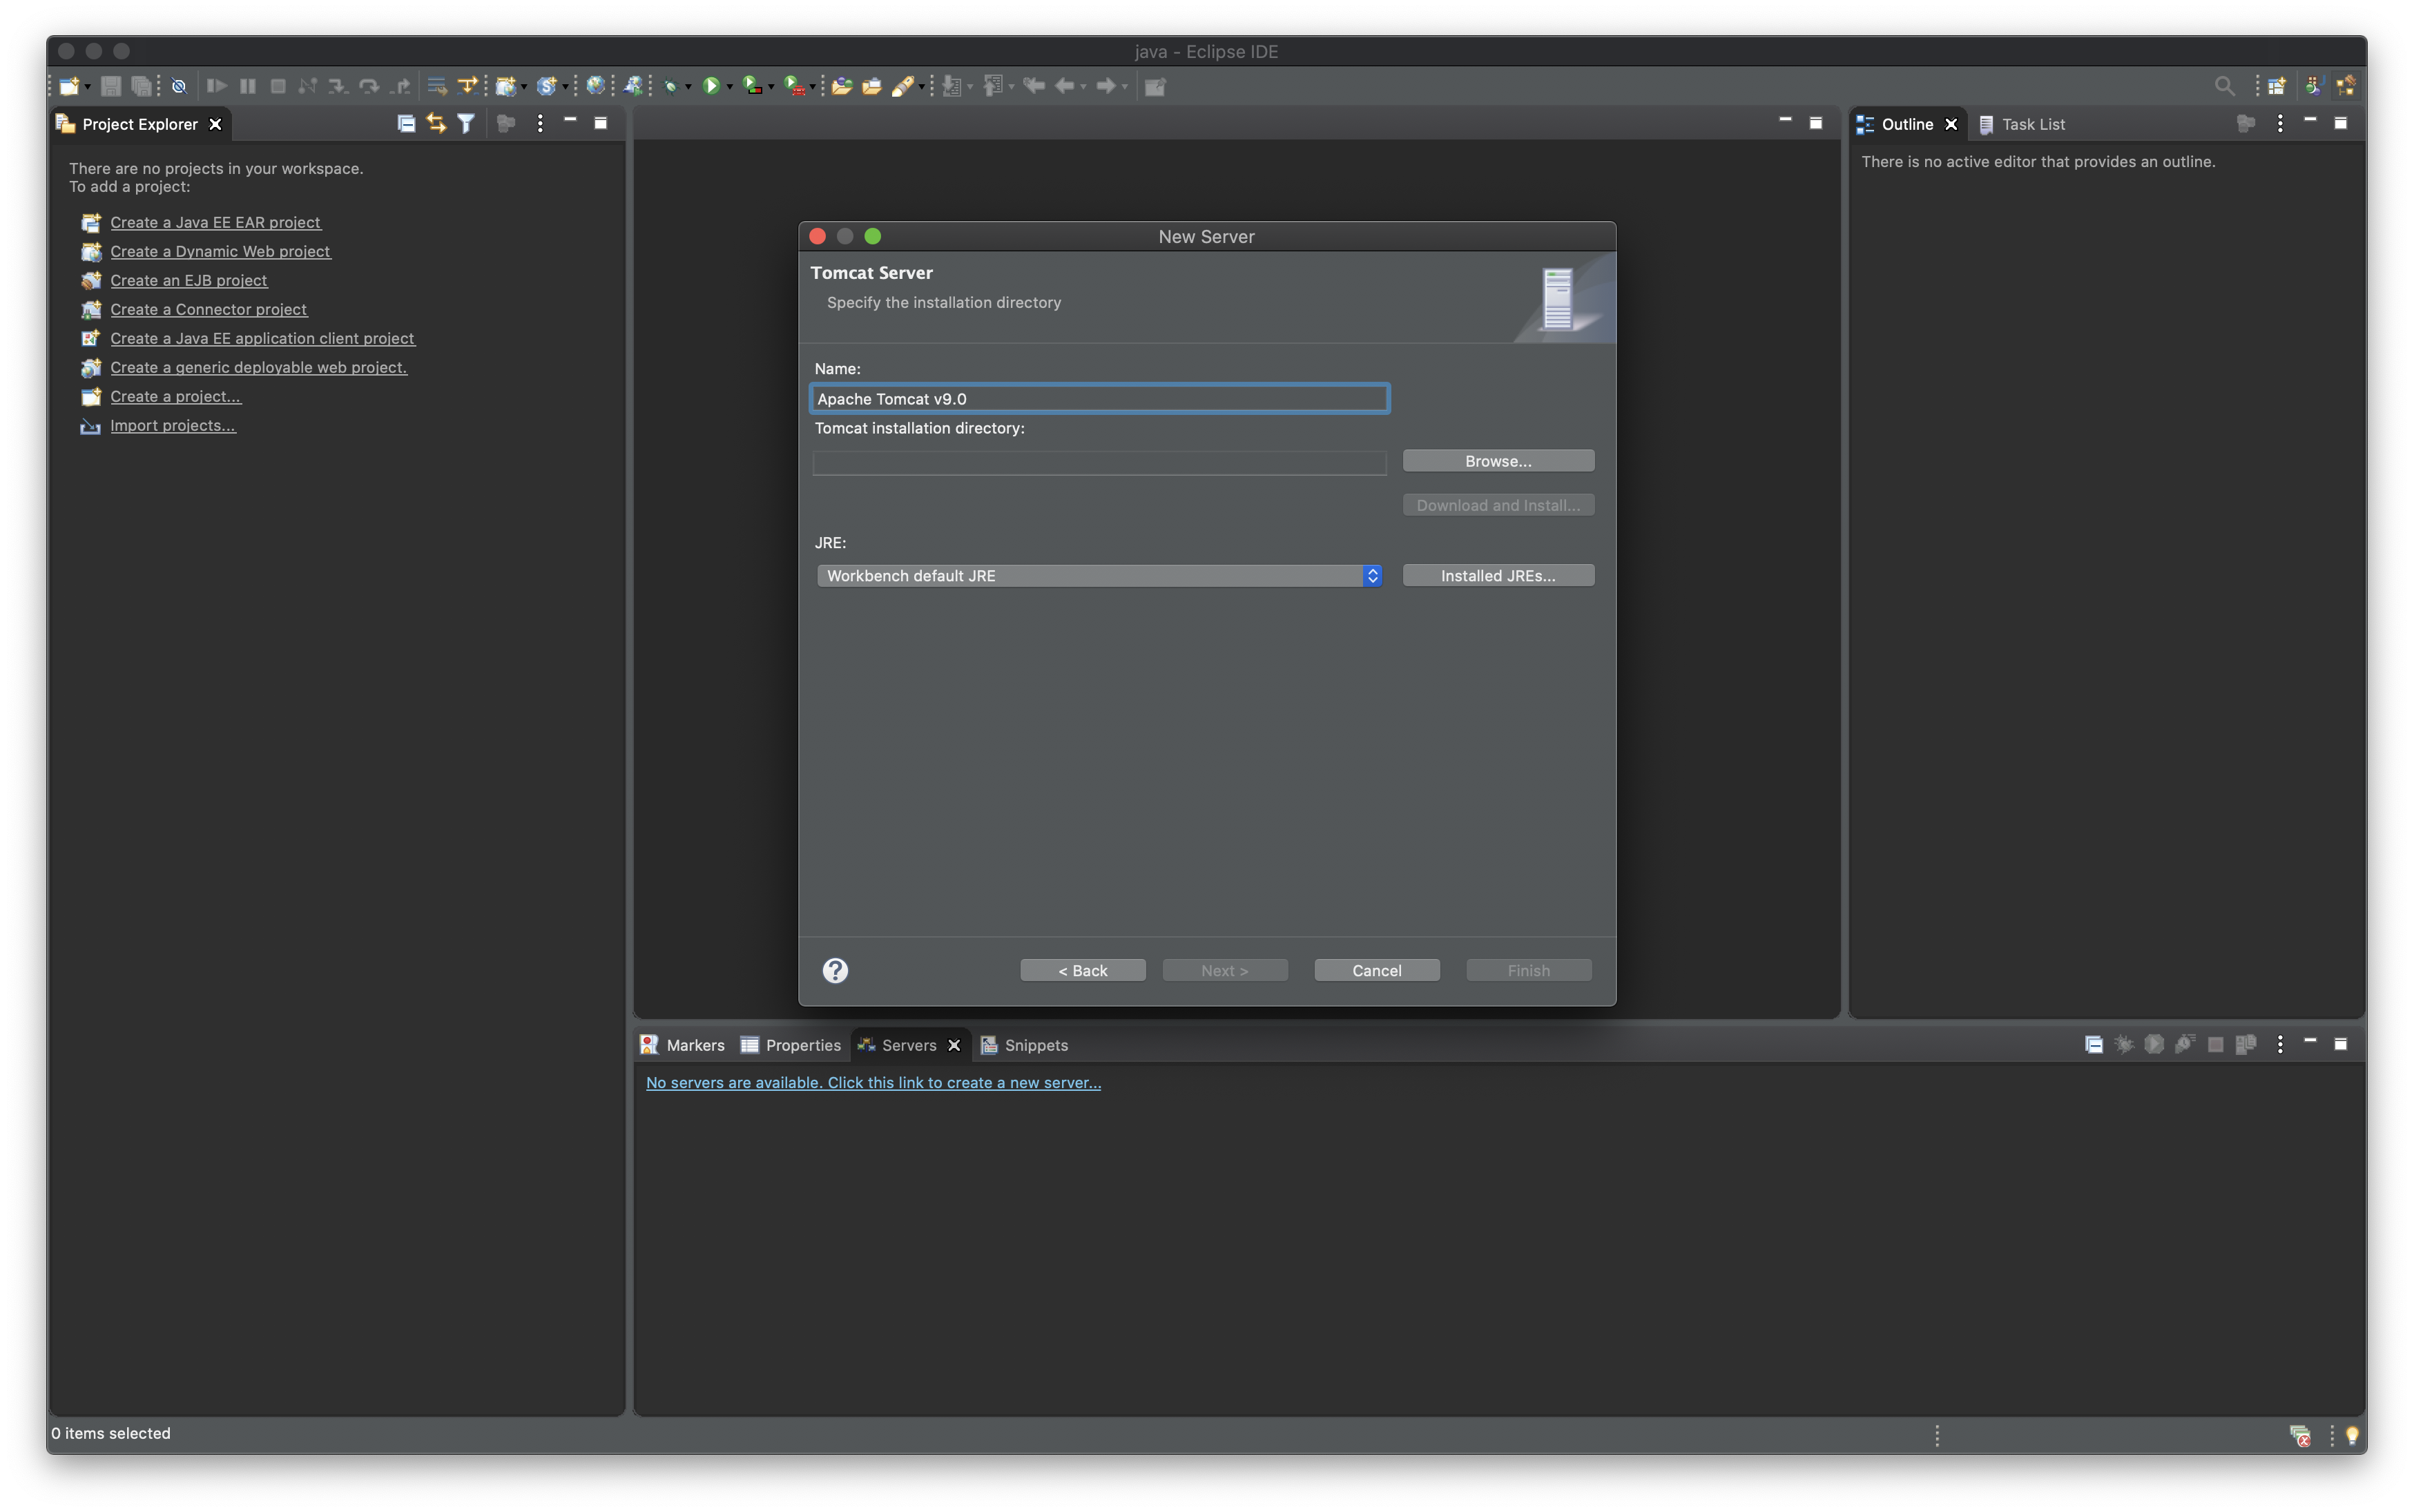 java - Eclipse IDE
Project Explorer
There are no projects in your workspace.
To add a project:
Create a Java EE EAR project
Create a Dynamic Web project
Create an EJB project
Create a Connector project
Create a Java EE application client project
Create a generic deployable web project.
Create a project...
Import projects...
Outline
Task List
There is no active editor that provides an outline.
New Server
Tomcat Server
Specify the installation directory
Name:
Apache Tomcat v9.0
Tomcat installation directory:
Browse...
Download and Install...
JRE:
Workbench default JRE
Installed JREs...
?
< Back
Next >
Cancel
Finish
Markers
Properties
Servers
Snippets
No servers are available. Click this link to create a new server...
0 items selected